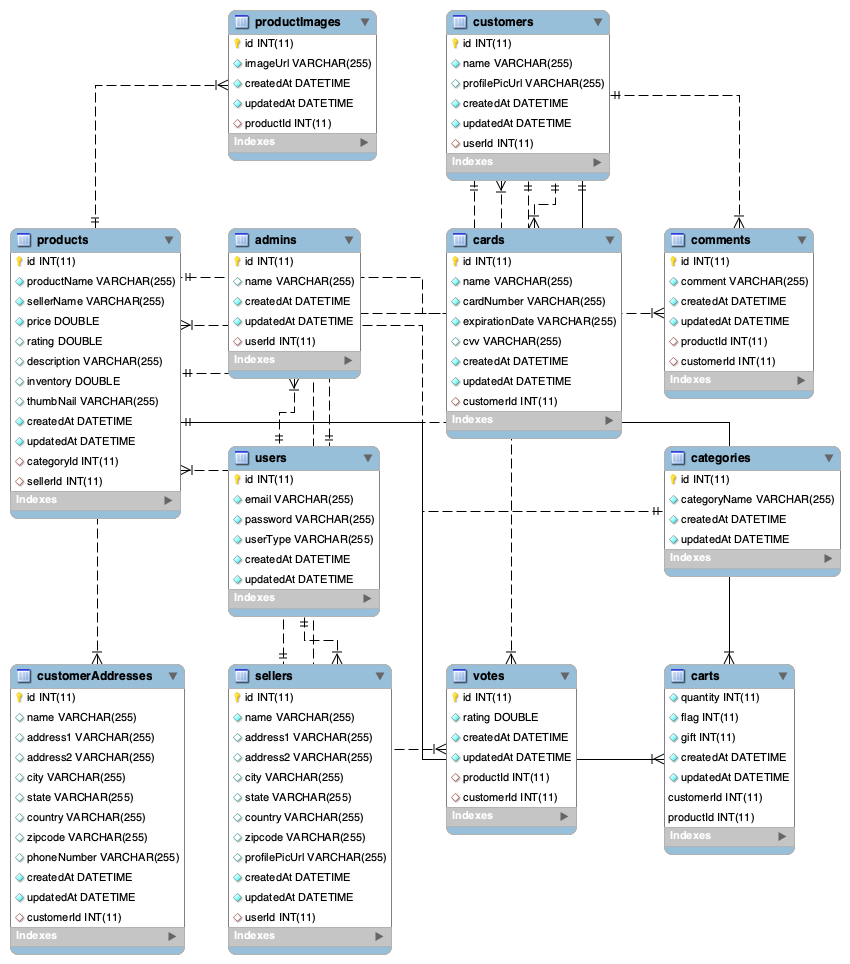 productImages
id INT(11)
imageUrl VARCHAR(255)
createdAt DATETIME
updatedAt DATETIME
productId INT(11)
Indexes
customers
id INT(11)
name VARCHAR(255)
profilePicUrl VARCHAR(255)
createdAt DATETIME
updatedAt DATETIME
userId INT(11)
Indexes
products
id INT(11)
productName VARCHAR(255)
sellerName VARCHAR(255)
price DOUBLE
rating DOUBLE
description VARCHAR(255)
inventory DOUBLE
thumbNail VARCHAR(255)
createdAt DATETIME
updatedAt DATETIME
categoryId INT(11)
sellerId INT(11)
Indexes
admins
id INT(11)
name VARCHAR(255)
createdAt DATETIME
updatedAt DATETIME
userId INT(11)
Indexes
cards
id INT(11)
name VARCHAR(255)
cardNumber VARCHAR(255)
expirationDate VARCHAR(255)
cvv VARCHAR(255)
createdAt DATETIME
updatedAt DATETIME
customerId INT(11)
Indexes
comments
id INT(11)
comment VARCHAR(255)
createdAt DATETIME
updatedAt DATETIME
productId INT(11)
customerId INT(11)
Indexes
users
id INT(11)
email VARCHAR(255)
password VARCHAR(255)
userType VARCHAR(255)
createdAt DATETIME
updatedAt DATETIME
Indexes
categories
id INT(11)
categoryName VARCHAR(255)
createdAt DATETIME
updatedAt DATETIME
Indexes
customerAddresses
id INT(11)
name VARCHAR(255)
address1 VARCHAR(255)
address2 VARCHAR(255)
city VARCHAR(255)
state VARCHAR(255)
country VARCHAR(255)
zipcode VARCHAR(255)
phoneNumber VARCHAR(255)
createdAt DATETIME
updatedAt DATETIME
customerId INT(11)
Indexes
sellers
id INT(11)
name VARCHAR(255)
address1 VARCHAR(255)
address2 VARCHAR(255)
city VARCHAR(255)
state VARCHAR(255)
country VARCHAR(255)
zipcode VARCHAR(255)
profilePicUrl VARCHAR(255)
createdAt DATETIME
updatedAt DATETIME
userId INT(11)
Indexes
votes
id INT(11)
rating DOUBLE
createdAt DATETIME
updatedAt DATETIME
productId INT(11)
customerId INT(11)
Indexes
carts
quantity INT(11)
flag INT(11)
gift INT(11)
createdAt DATETIME
updatedAt DATETIME
customerId INT(11)
productId INT(11)
Indexes